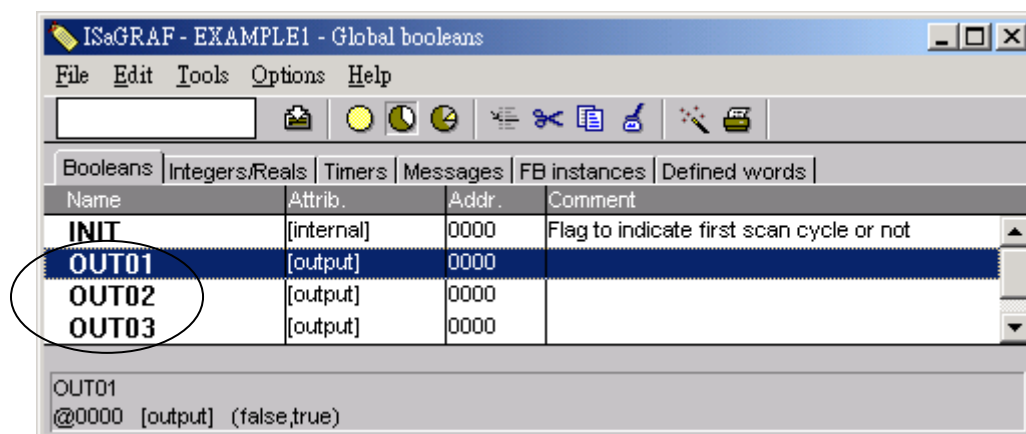 ISaGRAF - EXAMPLE1 - Global booleans
File Edit Tools Options Help
Booleans Integers/Reals Timers Messages FB instances Defined words
Name Attrib. Addr. Comment
INIT [internal] 0000 Flag to indicate first scan cycle or not
OUT01 [output] 0000
OUT02 [output] 0000
OUT03 [output] 0000
OUT01
@0000 [output] (false,true)